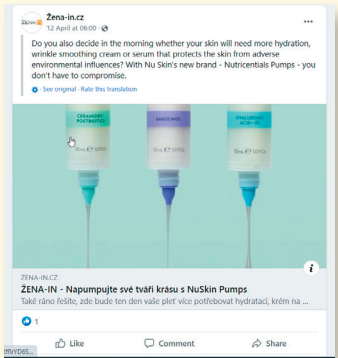 Žena-in.cz
12 April at 06:00 ·
Do you also decide in the morning whether your skin will need more hydration,
wrinkle smoothing cream or serum that protects the skin from adverse
environmental influences? With Nu Skin's new brand - Nutricentials Pumps - you
don't have to compromise.
· See original · Rate this translation
CERAMOSE+
POSTBIOTICS
BAKUCHIOL
HYALURONIC
ACID+
ZENA-IN.CZ
ŽENA-IN - Napumpujte své tváři krásu s NuSkin Pumps
Také ráno řešíte, zde bude ten den vaše pleť více potřebovat hydrataci, krém na ...
1
Like
Comment
Share